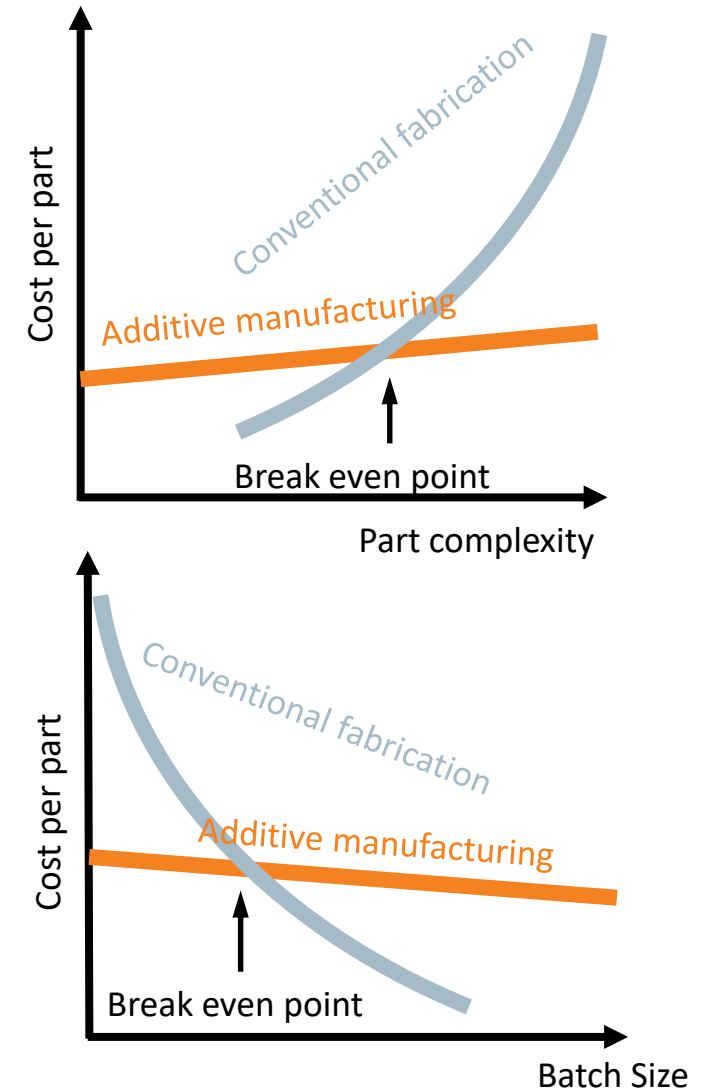 Cost per part
Conventional fabrication
Additive manufacturing
Break even point
Part complexity
Cost per part
Conventional fabrication
Additive manufacturing
Break even point
Batch Size